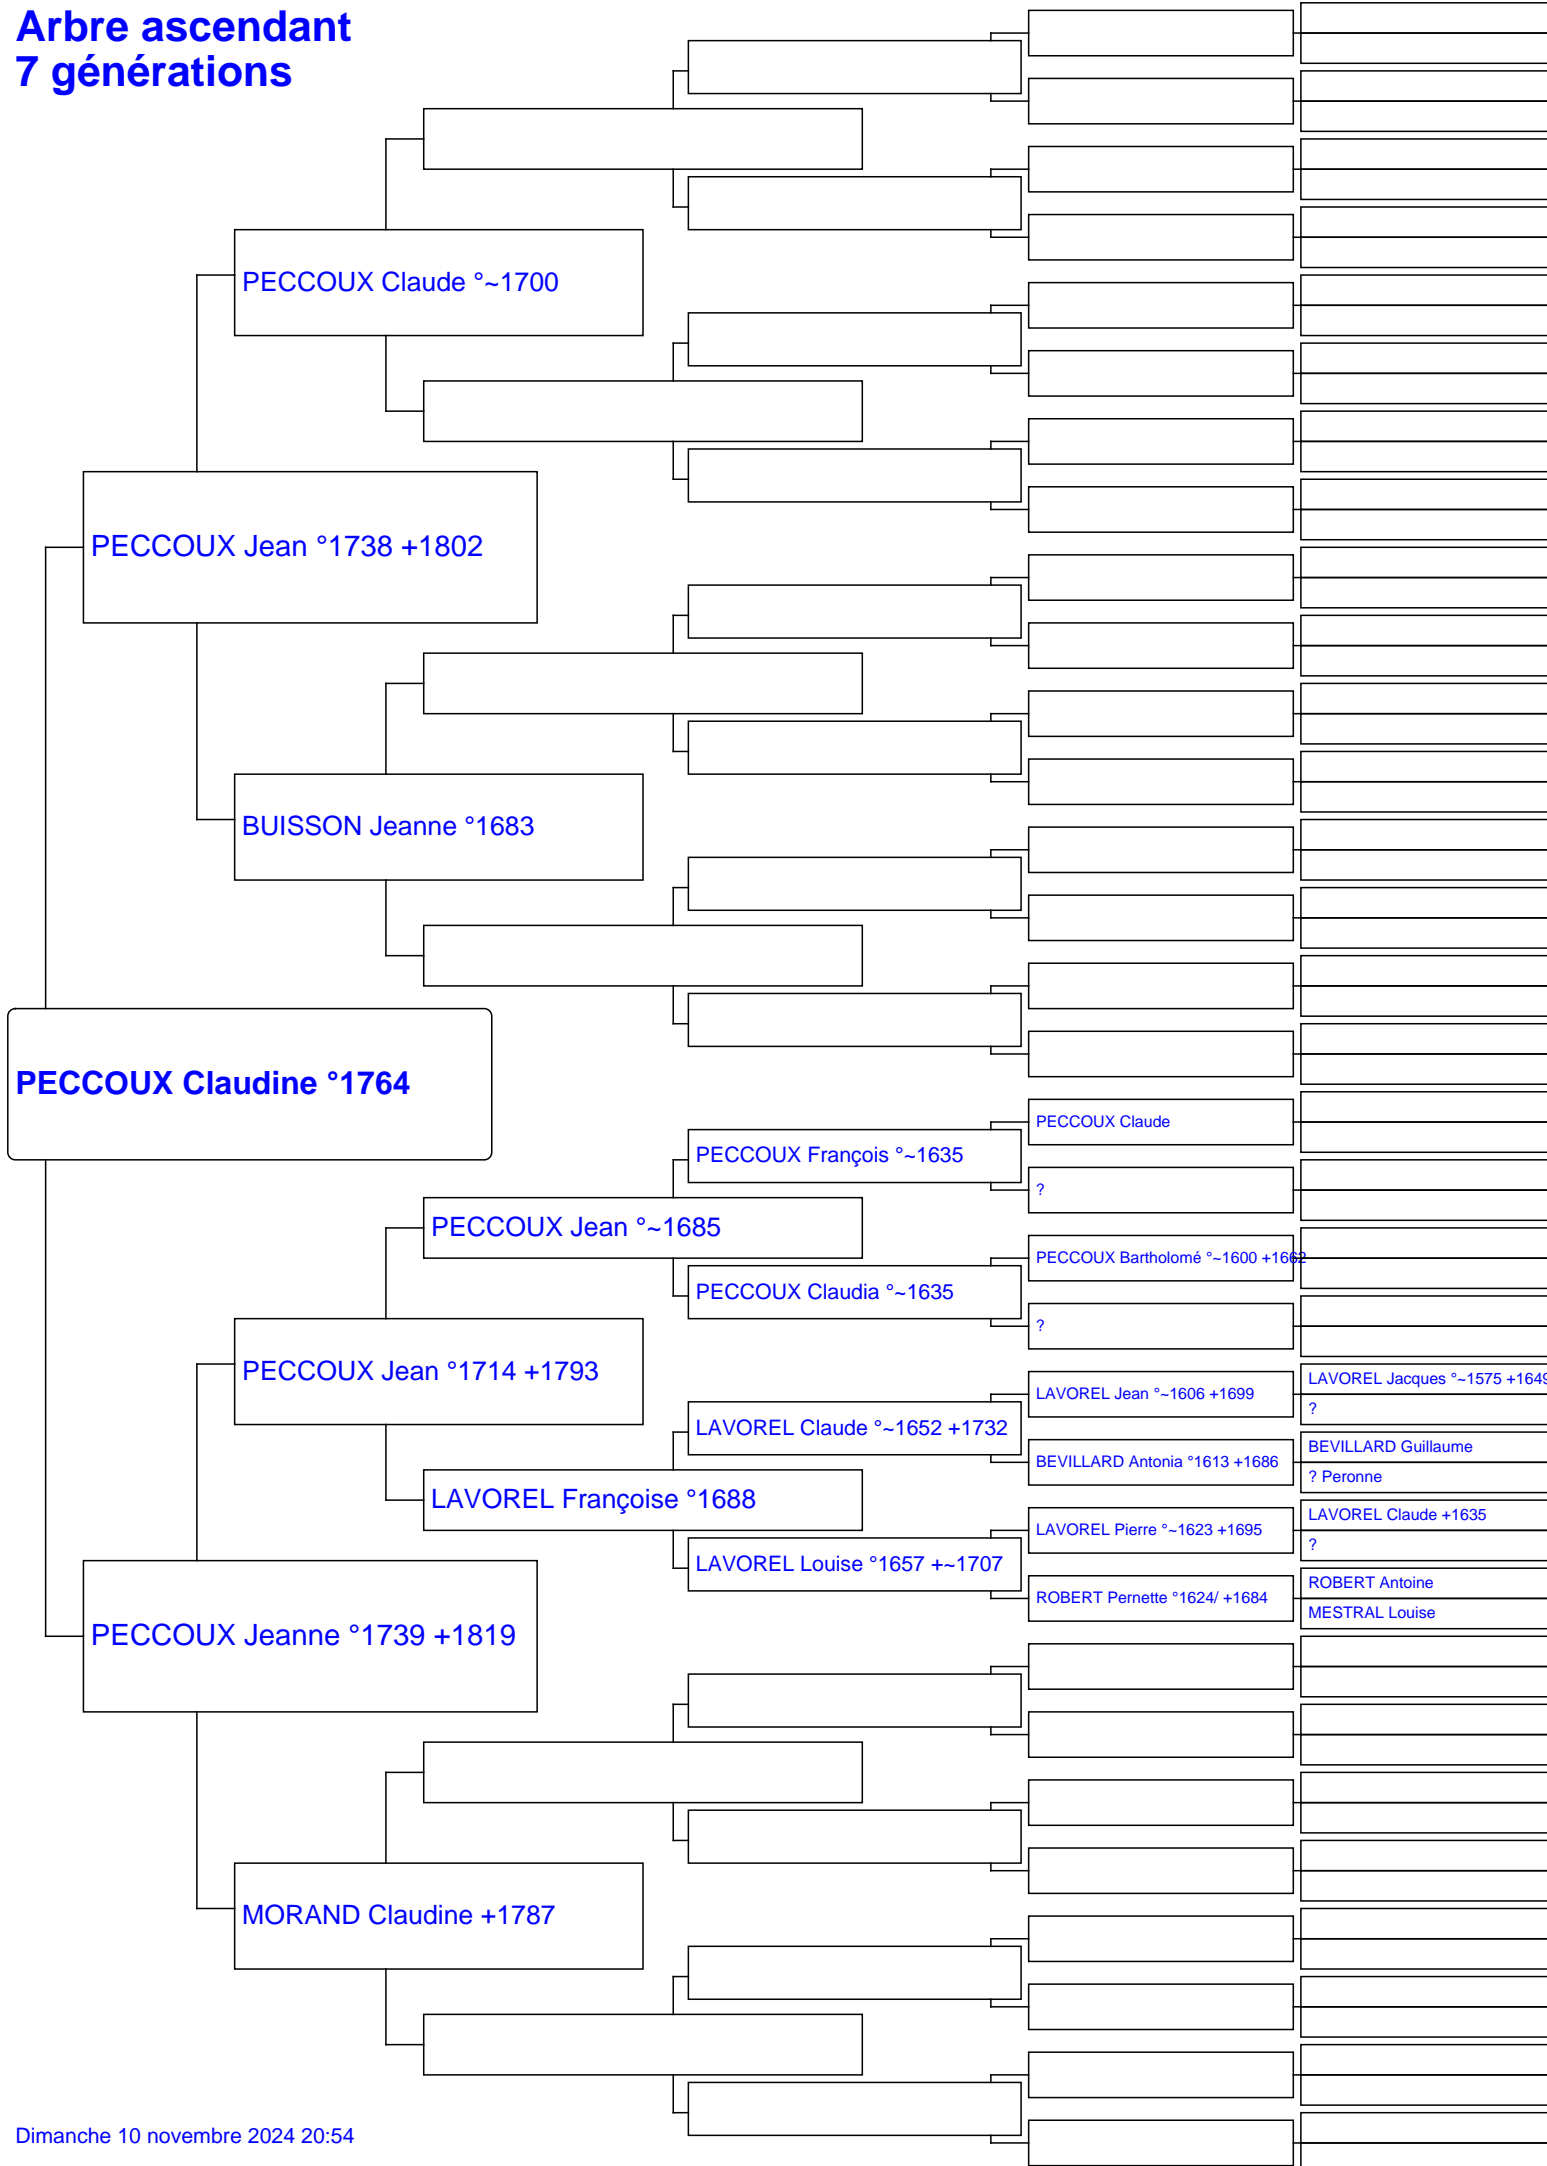 Arbre ascendant
7 générations
PECCOUX Claude °~1700
PECCOUX Jean °1738 +1802
BUISSON Jeanne °1683
PECCOUX Claudine °1764
PECCOUX Claude
PECCOUX François °~1635
?
PECCOUX Jean °~1685
PECCOUX Bartholomé °~1600 +1662
PECCOUX Claudia °~1635
?
PECCOUX Jean °1714 +1793
LAVOREL Jacques °~1575 +1649
LAVOREL Jean °~1606 +1699
?
LAVOREL Claude °~1652 +1732
BEVILLARD Guillaume
BEVILLARD Antonia °1613 +1686
? Peronne
LAVOREL Françoise °1688
LAVOREL Claude +1635
LAVOREL Pierre °~1623 +1695
?
LAVOREL Louise °1657 +~1707
ROBERT Antoine
ROBERT Pernette °1624/ +1684
MESTRAL Louise
PECCOUX Jeanne °1739 +1819
MORAND Claudine +1787
Dimanche 10 novembre 2024 20:54